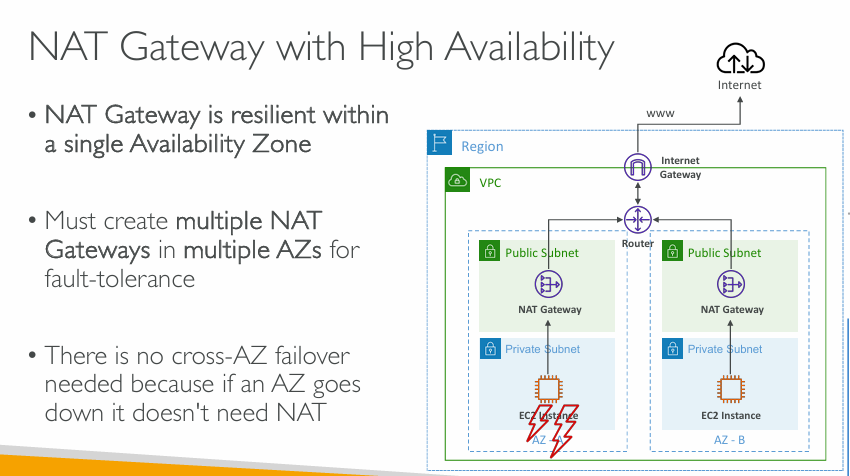 NAT Gateway with High Availability
• NAT Gateway is resilient within
a single Availability Zone
• Must create multiple NAT
Gateways in multiple AZs for
fault-tolerance
• There is no cross-AZ failover
needed because if an AZ goes
down it doesn't need NAT
Internet
www
Region
Internet
Gateway
VPC
Router
Public Subnet
NAT Gateway
Private Subnet
EC2 Instance
AZ - A
Public Subnet
NAT Gateway
Private Subnet
EC2 Instance
AZ - B